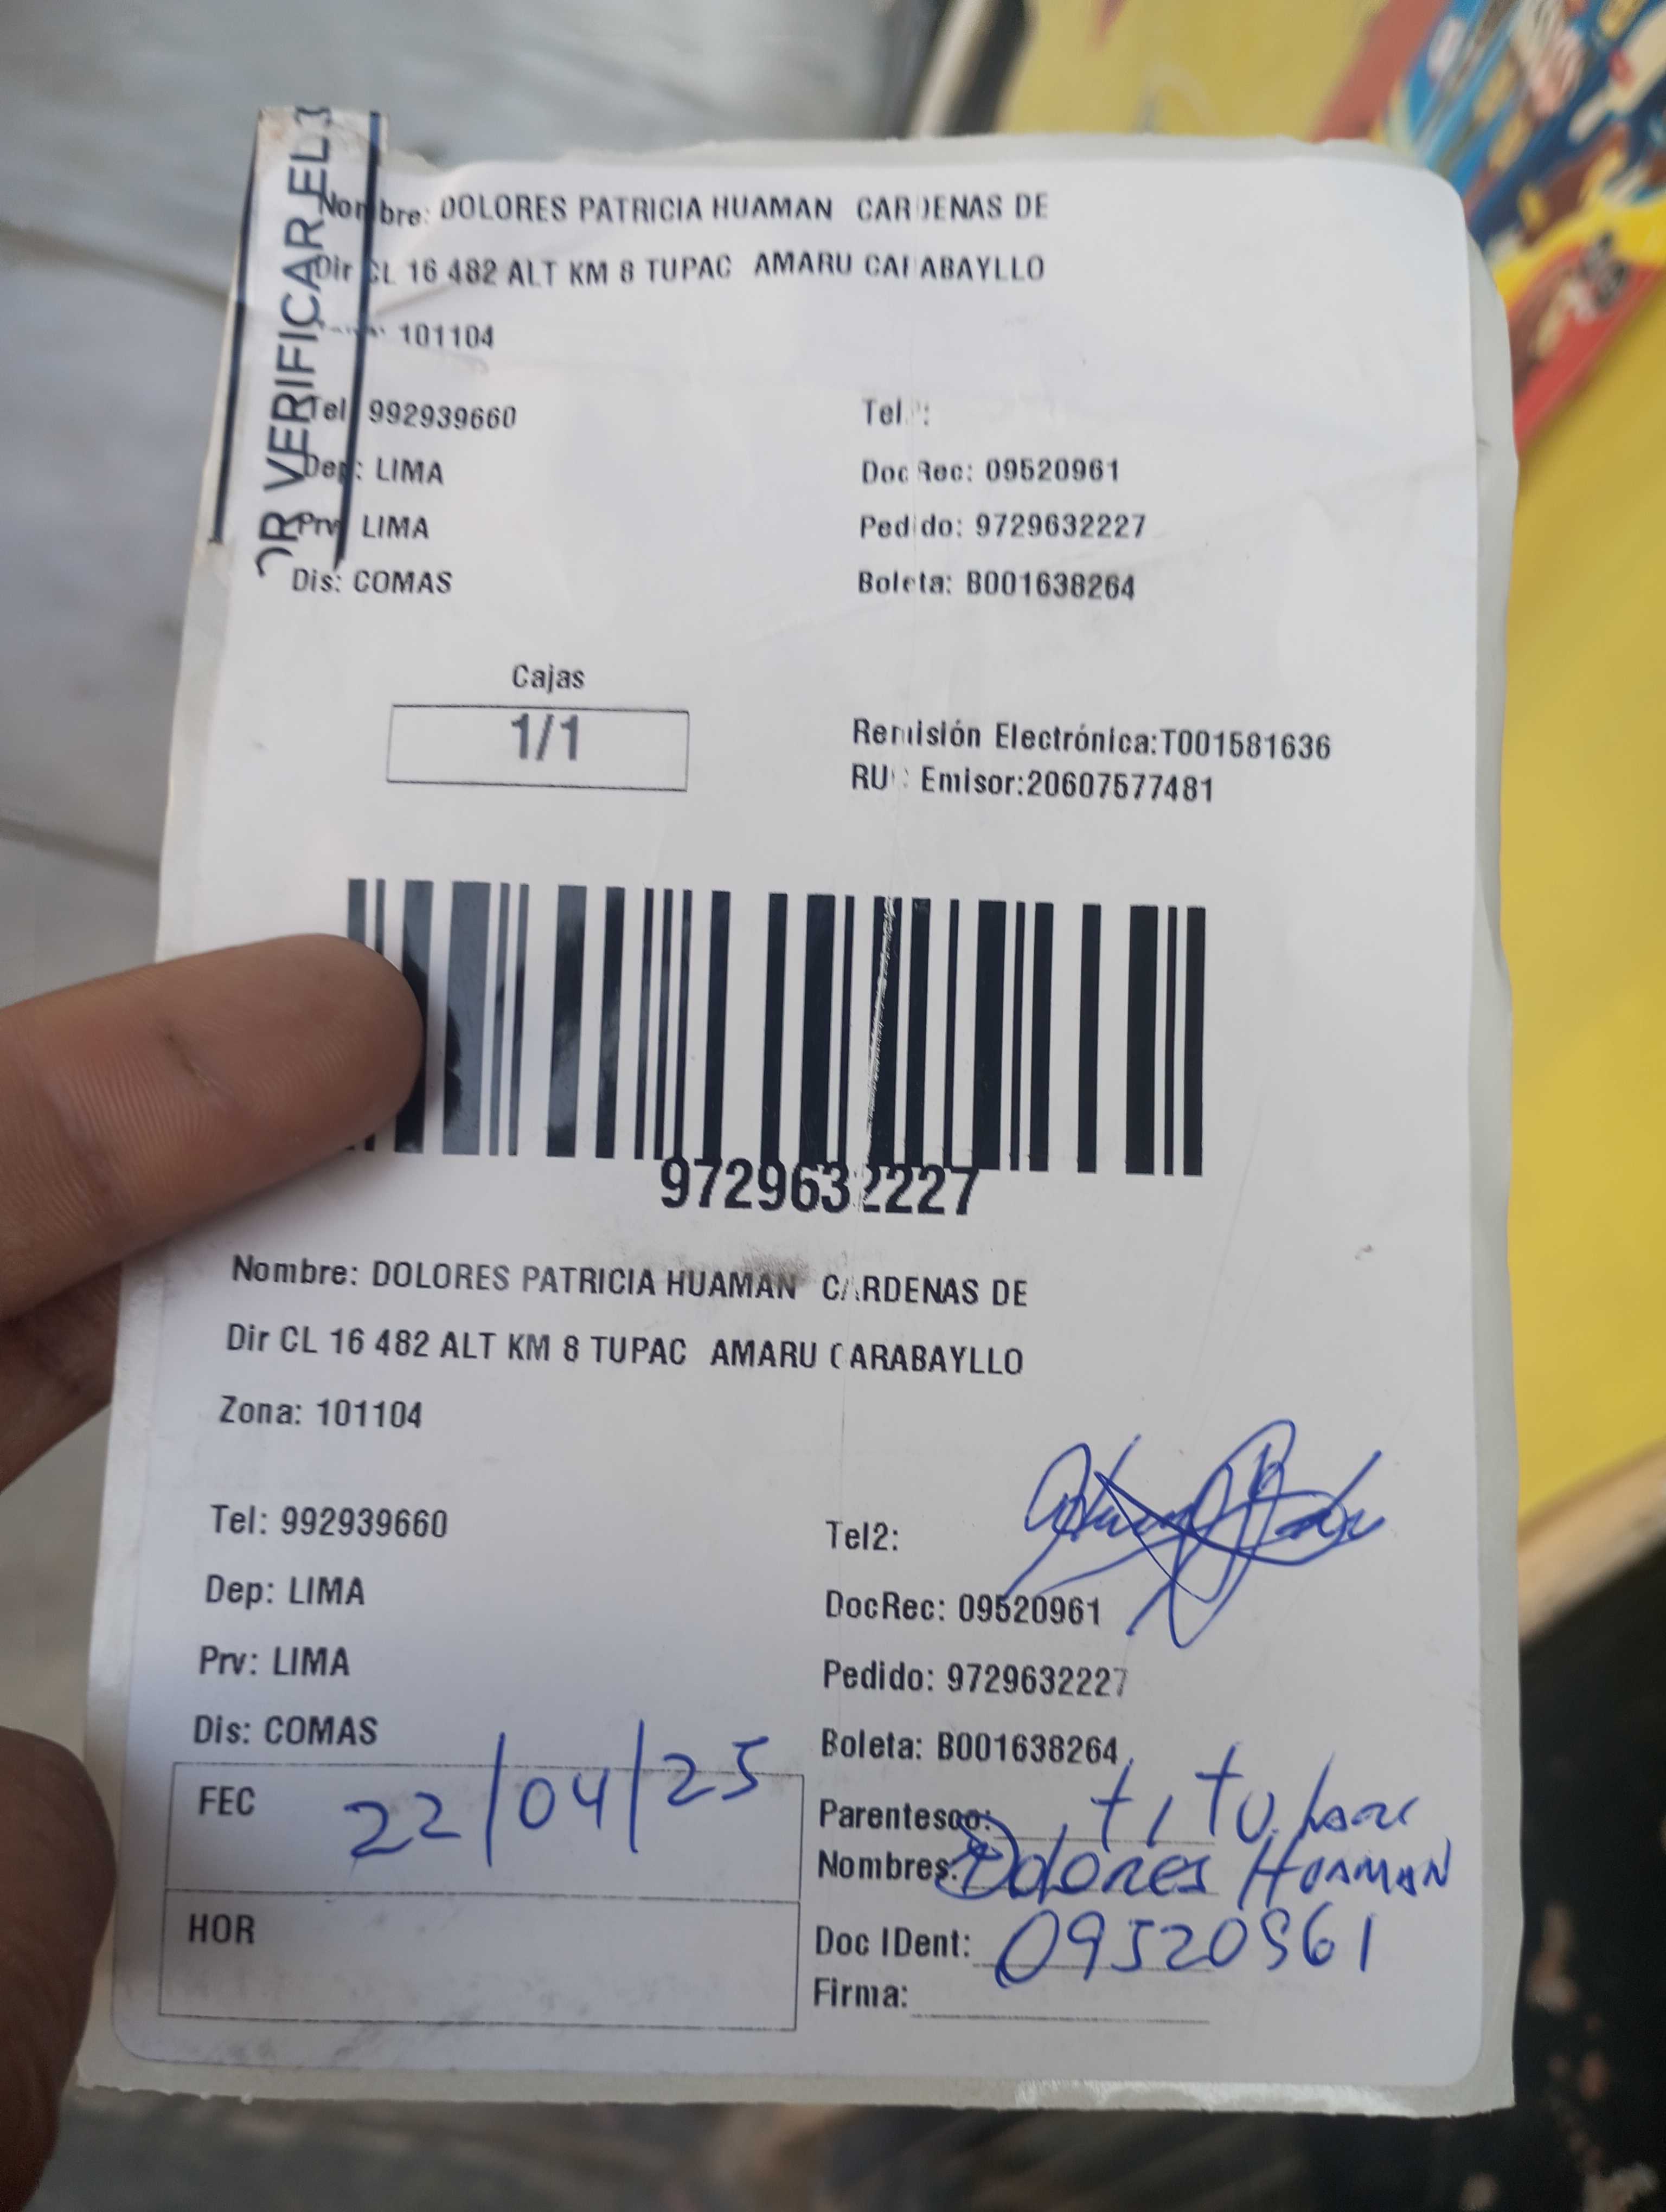 OR VERIFICAR EL
Nombre: DOLORES PATRICIA HUAMAN CARDENAS DE
Dir CL 16 482 ALT KM 8 TUPAC AMARU CARABAYLLO
101104
Tel 992939660 Tel :
Dep: LIMA DocRec: 09520961
Prv LIMA Pedido: 9729632227
Dis: COMAS Boleta: B001638264
Cajas
1/1
Remisión Electrónica:T001581636
RUC Emisor:20607577481
9729632227
Nombre: DOLORES PATRICIA HUAMAN CARDENAS DE
Dir CL 16 482 ALT KM 8 TUPAC AMARU CARABAYLLO
Zona: 101104
Tel: 992939660 Tel2:
Dep: LIMA DocRec: 09520961
Prv: LIMA Pedido: 9729632227
Dis: COMAS Boleta: B001638264
FEC 22/04/25 Parentesco: titular
Nombres: Dolores HUAMAN
HOR Doc IDent: 09520961
Firma: